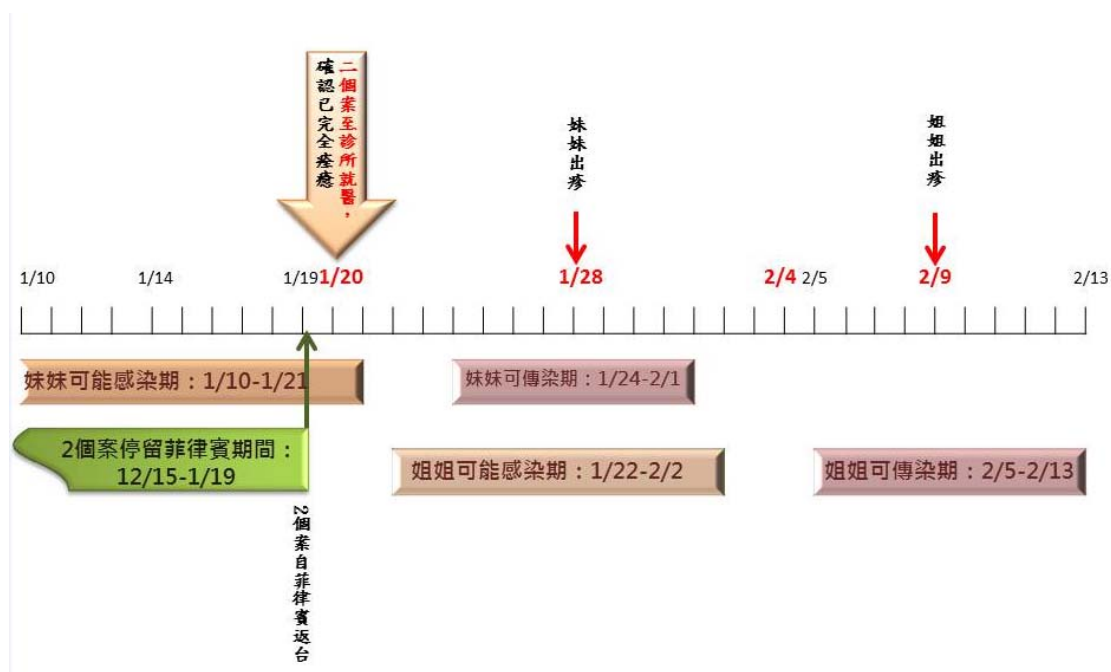 二個案至診所就醫，
確認已完全痊癒
妹妹出疹
姐姐出疹
1/10
1/14
1/19
1/20
1/28
2/4
2/5
2/9
2/13
妹妹可能感染期：1/10-1/21
妹妹可傳染期：1/24-2/1
2個案停留菲律賓期間：
12/15-1/19
姐姐可能感染期：1/22-2/2
姐姐可傳染期：2/5-2/13
2個案自菲律賓返台